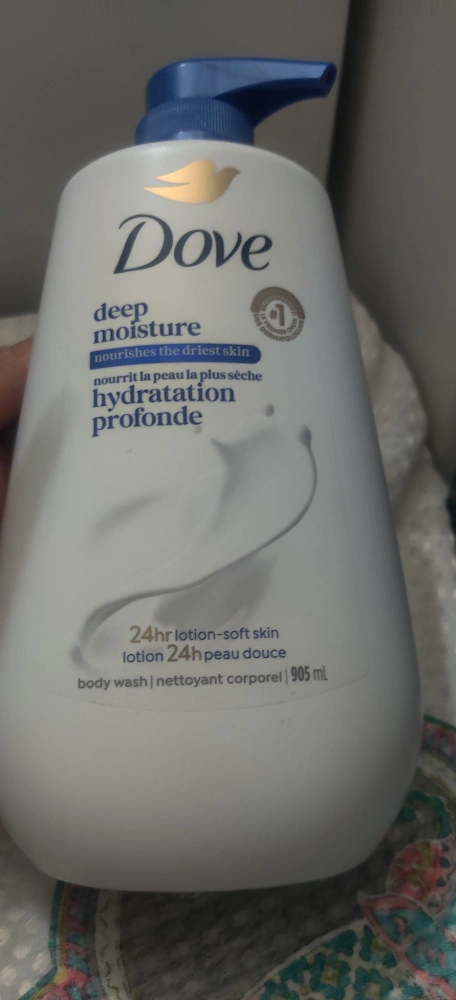 Dove
deep
moisture
#1
nourishes the driest skin
nourrit la peau la plus sèche
hydratation
profonde
24hr lotion-soft skin
lotion 24h peau douce
body wash | nettoyant corporel | 905 mL